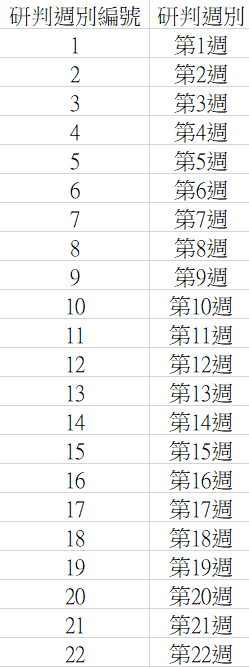 研判週別編號 研判週別
1 第1週
2 第2週
3 第3週
4 第4週
5 第5週
6 第6週
7 第7週
8 第8週
9 第9週
10 第10週
11 第11週
12 第12週
13 第13週
14 第14週
15 第15週
16 第16週
17 第17週
18 第18週
19 第19週
20 第20週
21 第21週
22 第22週